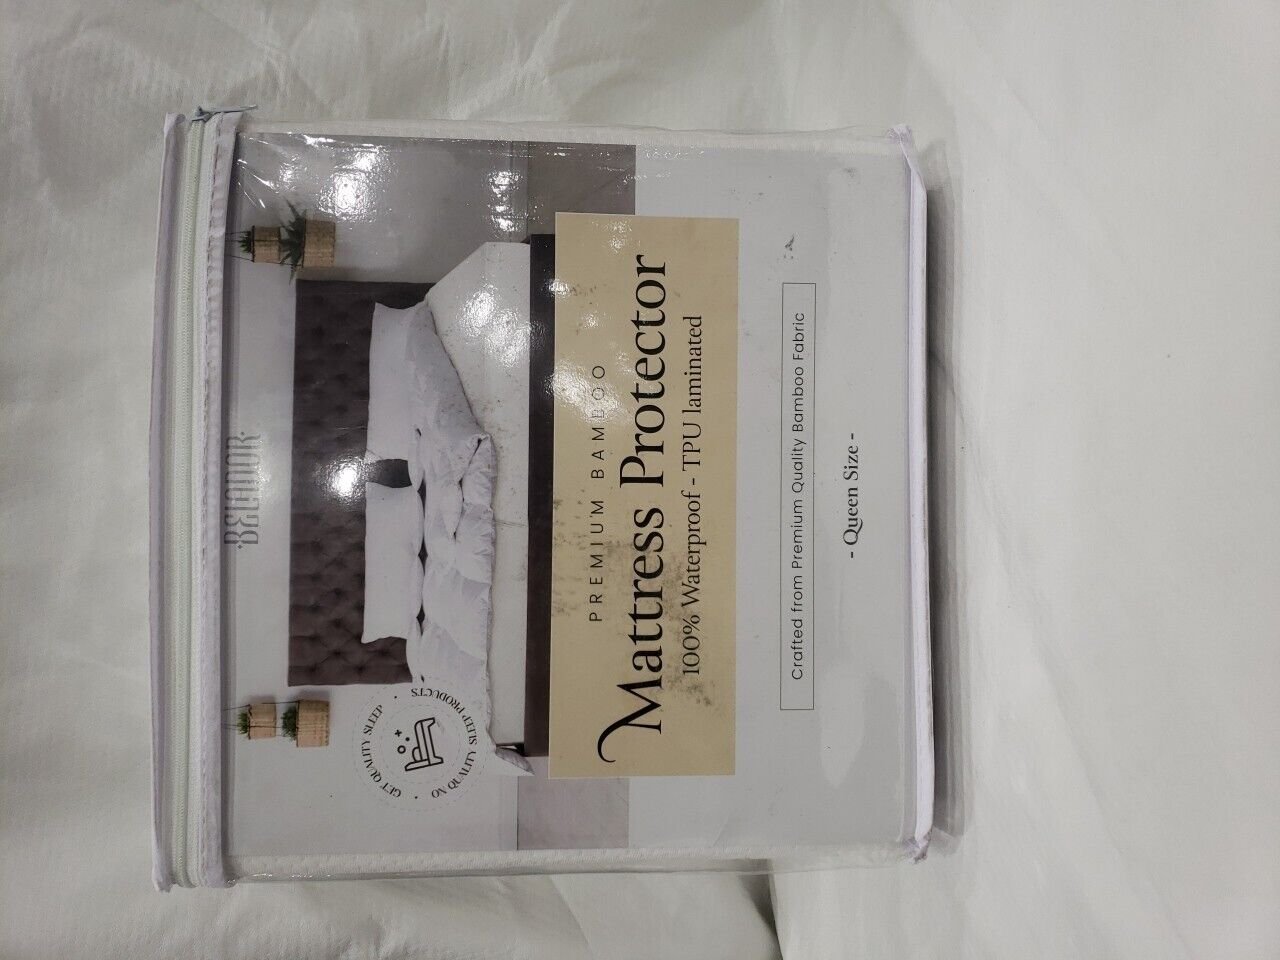 BELADOR
PREMIUM BAMBOO
Mattress Protector
100% Waterproof - TPU laminated
Crafted from Premium Quality Bamboo Fabric
- Queen Size -
GET QUALITY SLEEP •
ON QUALITY SLEEP PRODUCTS •